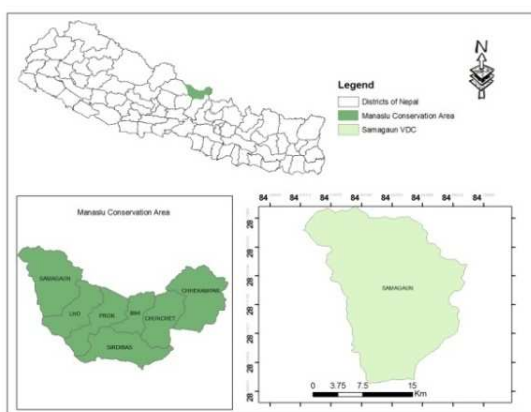 N
Legend
Districts of Nepal
Manaslu Conservation Area
Samagaun VDC
Manaslu Conservation Area
SAMAGAUN
LHO
PROK
BIHI
CHUNCHET
CHHEKAMPAR
SIRDIBAS
84 84 84 84 84 84 84
28
28
28
28
28
28
28
SAMAGAUN
0 3.75 7.5 15
Km